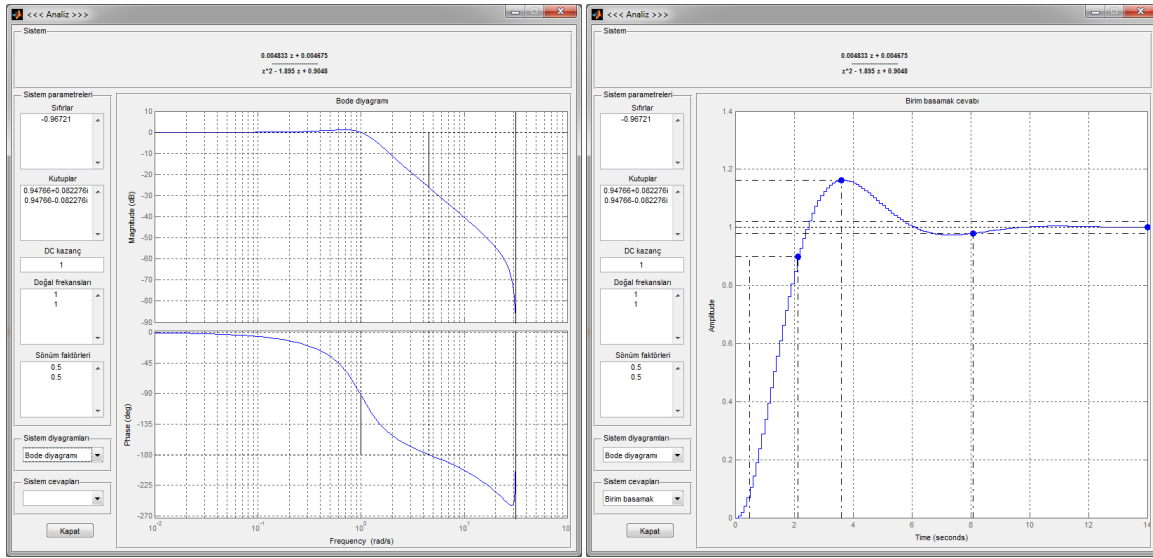 <<< Analiz >>>
Sistem
0.004833 z + 0.004675
---------------------
z^2 - 1.895 z + 0.9048
Sistem parametreleri
Sıfırlar
-0.96721
Kutuplar
0.94766+0.082276i
0.94766-0.082276i
DC kazanç
1
Doğal frekansları
1
1
Sönüm faktörleri
0.5
0.5
Sistem diyagramları
Bode diyagramı
Sistem cevapları
Kapat
Bode diyagramı
Magnitude (dB)
10
0
-10
-20
-30
-40
-50
-60
-70
-80
-90
Phase (deg)
0
-45
-90
-135
-180
-225
-270
10^-2
10^-1
10^0
10^1
10
Frequency (rad/s)
<<< Analiz >>>
Sistem
0.004833 z + 0.004675
---------------------
z^2 - 1.895 z + 0.9048
Sistem parametreleri
Sıfırlar
-0.96721
Kutuplar
0.94766+0.082276i
0.94766-0.082276i
DC kazanç
1
Doğal frekansları
1
1
Sönüm faktörleri
0.5
0.5
Sistem diyagramları
Bode diyagramı
Sistem cevapları
Birim basamak
Kapat
Birim basamak cevabı
Amplitude
1.4
1.2
1
0.8
0.6
0.4
0.2
0
0
2
4
6
8
10
12
14
Time (seconds)